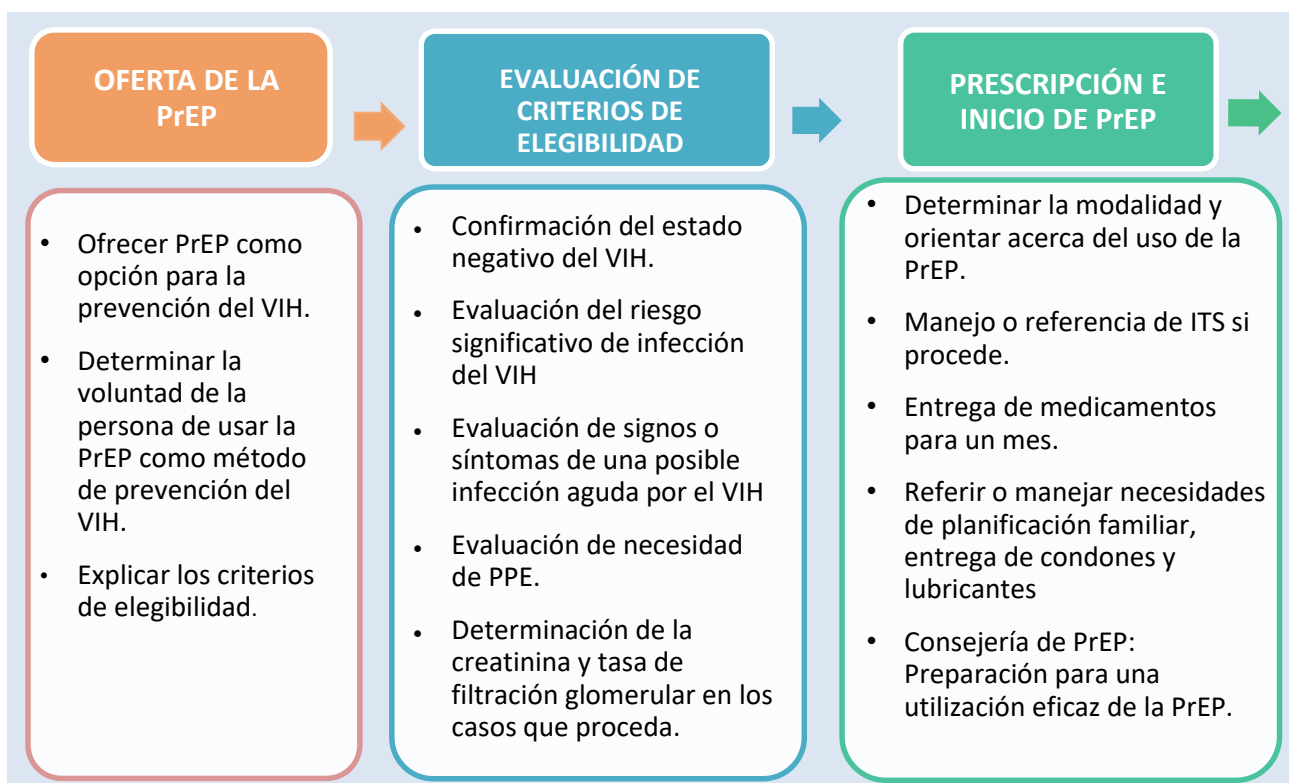 OFERTA DE LA
PrEP
• Ofrecer PrEP como
opción para la
prevención del VIH.
• Determinar la
voluntad de la
persona de usar la
PrEP como método
de prevención del
VIH.
• Explicar los criterios
de elegibilidad.
EVALUACIÓN DE
CRITERIOS DE
ELEGIBILIDAD
• Confirmación del estado
negativo del VIH.
• Evaluación del riesgo
significativo de infección
del VIH
• Evaluación de signos o
síntomas de una posible
infección aguda por el VIH
• Evaluación de necesidad
de PPE.
• Determinación de la
creatinina y tasa de
filtración glomerular en los
casos que proceda.
PRESCRIPCIÓN E
INICIO DE PrEP
• Determinar la modalidad y
orientar acerca del uso de la
PrEP.
• Manejo o referencia de ITS si
procede.
• Entrega de medicamentos
para un mes.
• Referir o manejar necesidades
de planificación familiar,
entrega de condones y
lubricantes
• Consejería de PrEP:
Preparación para una
utilización eficaz de la PrEP.